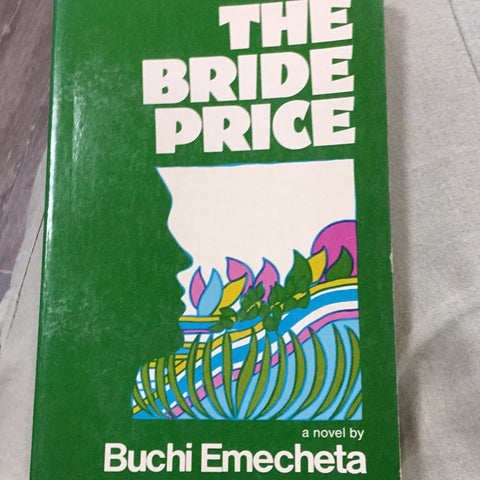 THE
BRIDE
PRICE
a novel by
Buchi Emecheta